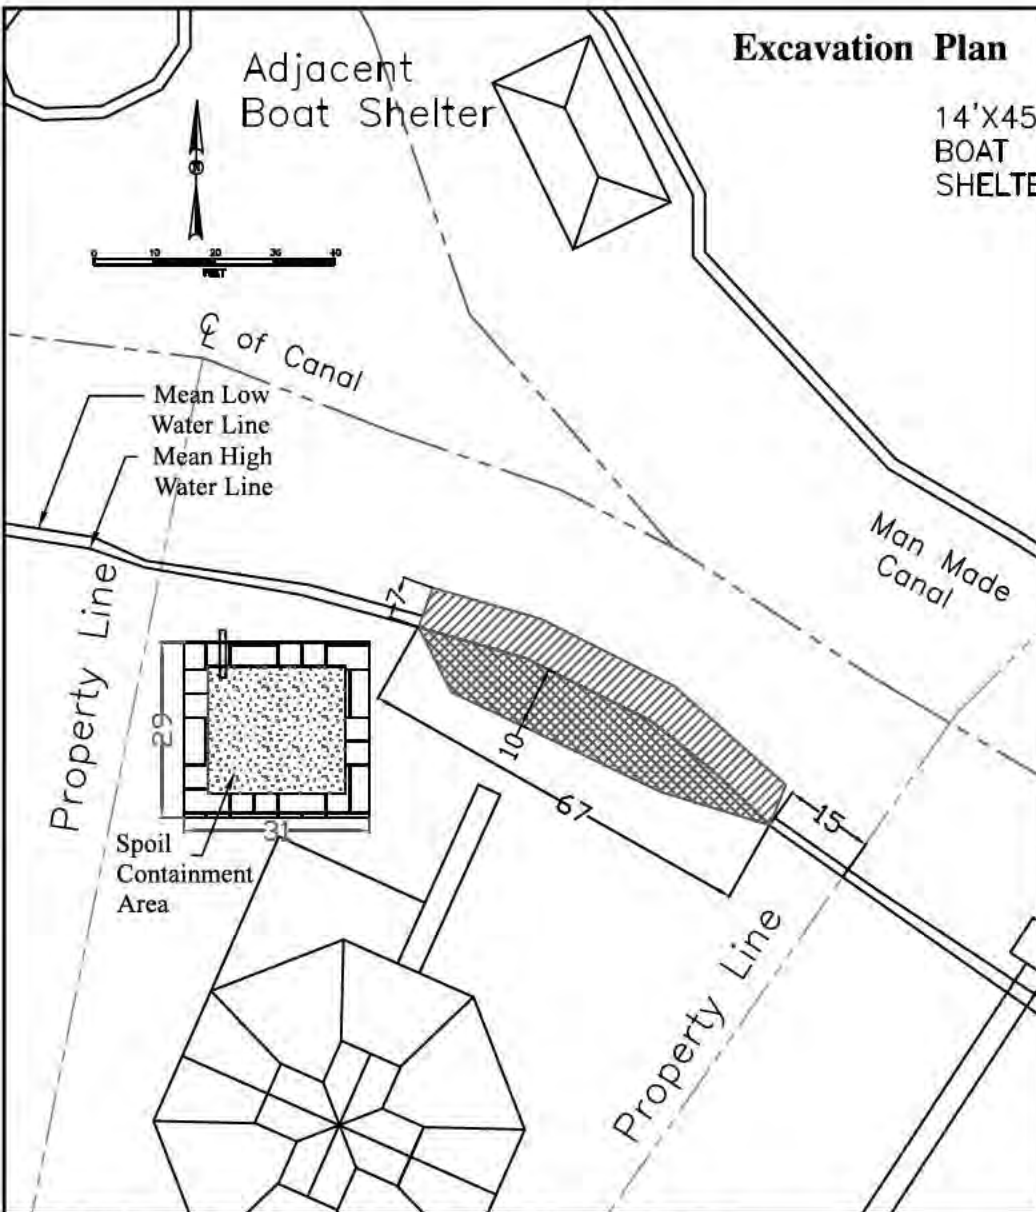 Excavation Plan
Adjacent
Boat Shelter
14'X45
BOAT
SHELTE
0 10 20 30 40
FEET
℄ of Canal
Mean Low
Water Line
Mean High
Water Line
Man Made
Canal
Property Line
7
29
10
67
15
31
Spoil
Containment
Area
Property Line